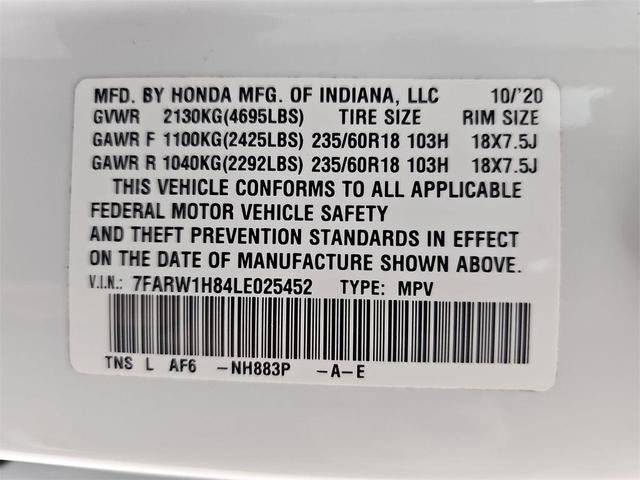 MFD. BY HONDA MFG. OF INDIANA, LLC 10/'20
GVWR 2130KG(4695LBS) TIRE SIZE RIM SIZE
GAWR F 1100KG(2425LBS) 235/60R18 103H 18X7.5J
GAWR R 1040KG(2292LBS) 235/60R18 103H 18X7.5J
THIS VEHICLE CONFORMS TO ALL APPLICABLE
FEDERAL MOTOR VEHICLE SAFETY
AND THEFT PREVENTION STANDARDS IN EFFECT
ON THE DATE OF MANUFACTURE SHOWN ABOVE.
V.I.N.: 7FARW1H84LE025452 TYPE: MPV
TNS L AF6 -NH883P -A-E